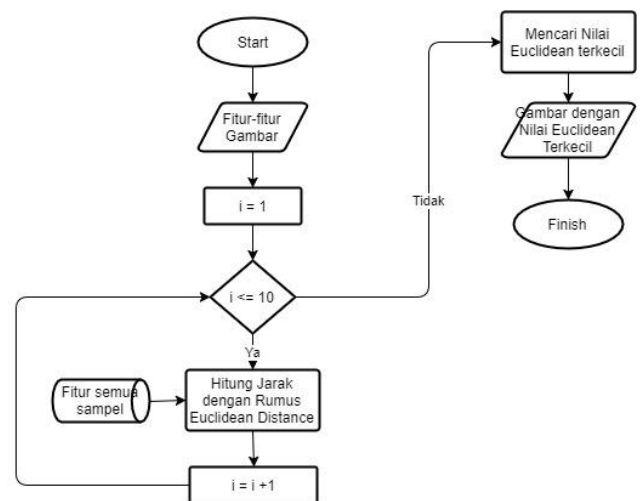 Start
Fitur-fitur
Gambar
i = 1
i <= 10
Ya
Fitur semua
sampel
Hitung Jarak
dengan Rumus
Euclidean Distance
i = i +1
Tidak
Mencari Nilai
Euclidean terkecil
Gambar dengan
Nilai Euclidean
Terkecil
Finish